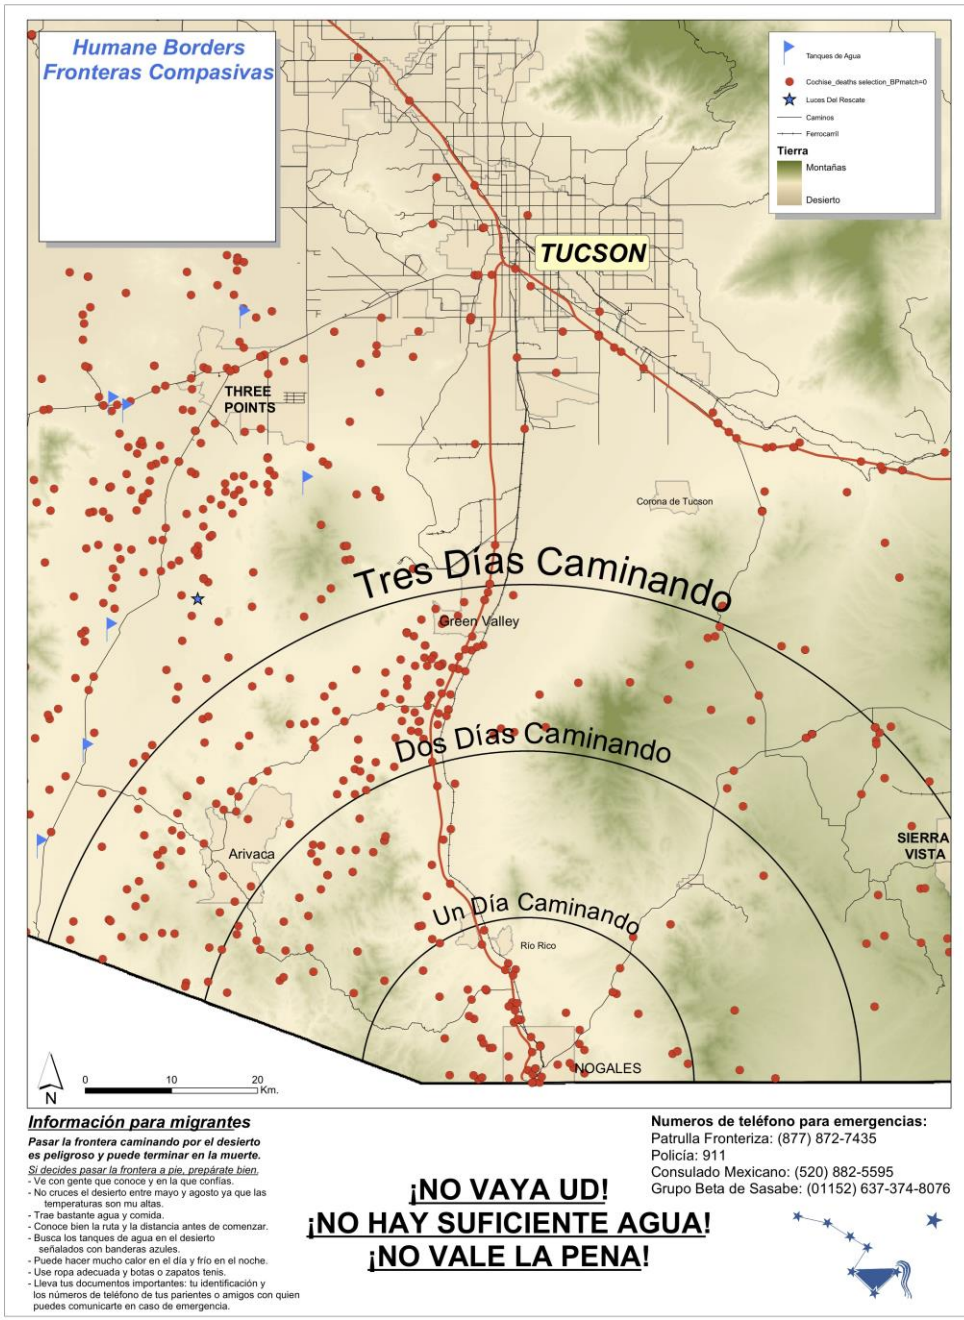 Humane Borders
Fronteras Compasivas
Tanques de Agua
Cochise_deaths selection_BPmatch=0
Luces Del Rescate
Caminos
Ferrocarril
Tierra
Montañas
Desierto
TUCSON
THREE
POINTS
Corona de Tucson
Tres Días Caminando
Green Valley
Dos Días Caminando
SIERRA
VISTA
Arivaca
Un Día Caminando
Río Rico
NOGALES
N
0 10 20
Km.
Información para migrantes
Pasar la frontera caminando por el desierto
es peligroso y puede terminar en la muerte.
Si decides pasar la frontera a pie, prepárate bien.
- Ve con gente que conoce y en la que confías.
- No cruces el desierto entre mayo y agosto ya que las
temperaturas son mu altas.
- Trae bastante agua y comida.
- Conoce bien la ruta y la distancia antes de comenzar.
- Busca los tanques de agua en el desierto
señalados con banderas azules.
- Puede hacer mucho calor en el día y frío en el noche.
- Use ropa adecuada y botas o zapatos tenis.
- Lleva tus documentos importantes: tu identificación y
los números de teléfono de tus parientes o amigos con quien
puedes comunicarte en caso de emergencia.
¡NO VAYA UD!
¡NO HAY SUFICIENTE AGUA!
¡NO VALE LA PENA!
Numeros de teléfono para emergencias:
Patrulla Fronteriza: (877) 872-7435
Policía: 911
Consulado Mexicano: (520) 882-5595
Grupo Beta de Sasabe: (01152) 637-374-8076